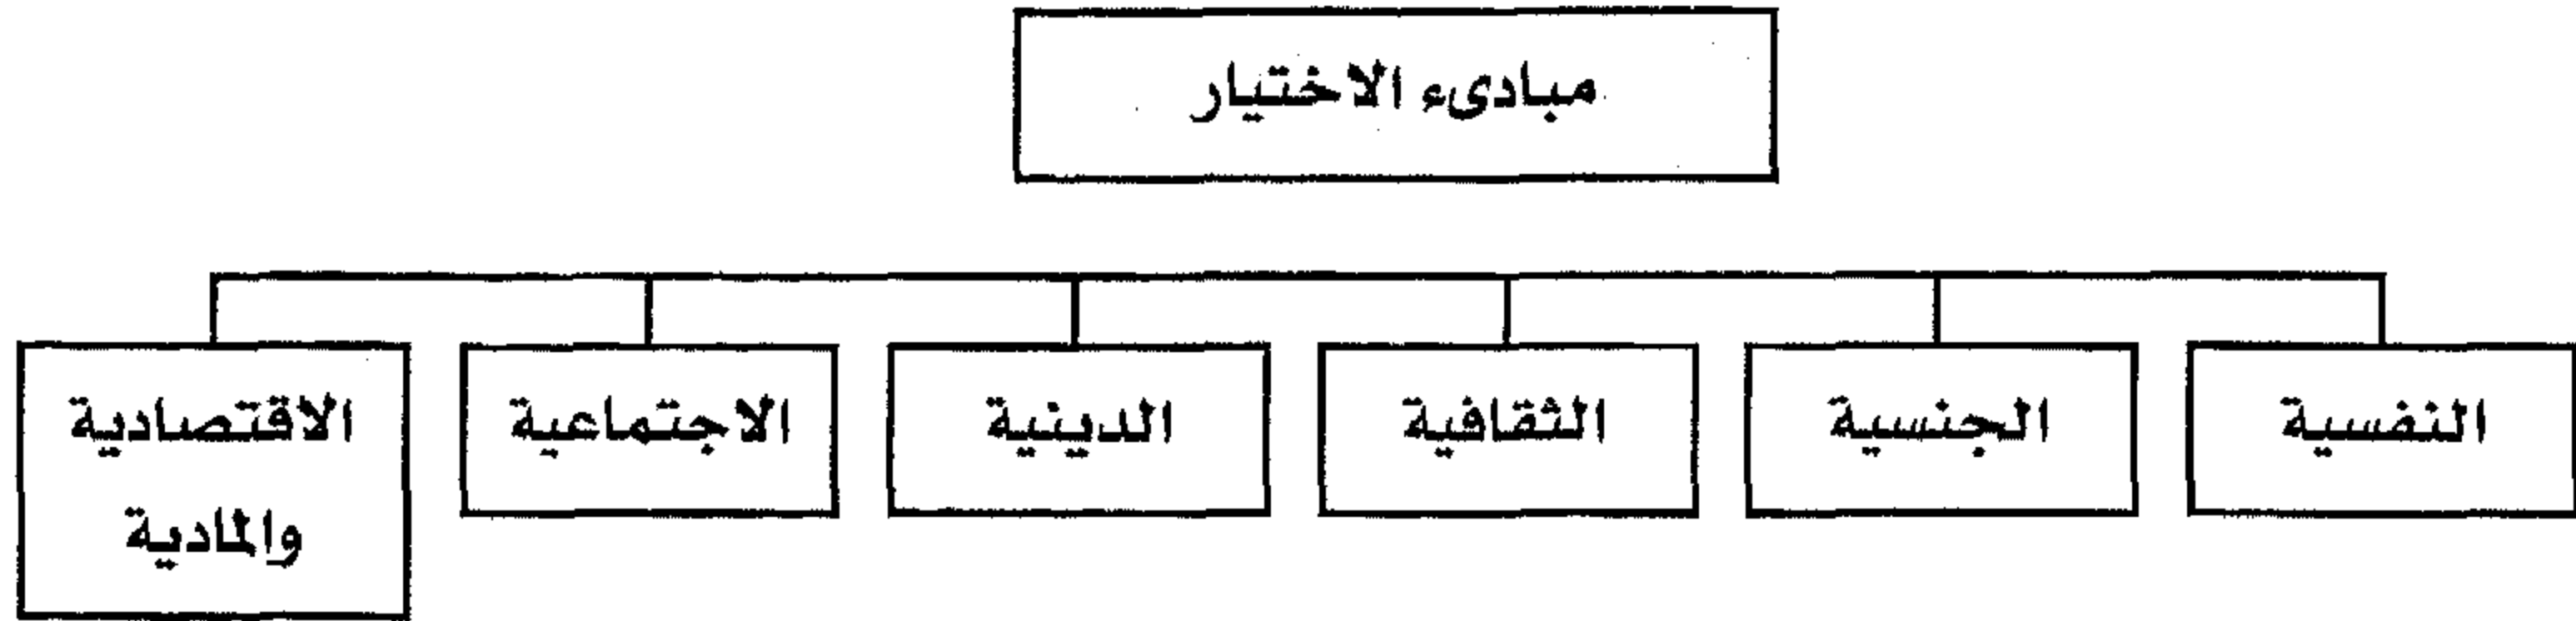 مبادىء الاختيار
النفسية
الجنسية
الثقافية
الدينية
الاجتماعية
الاقتصادية
والمادية